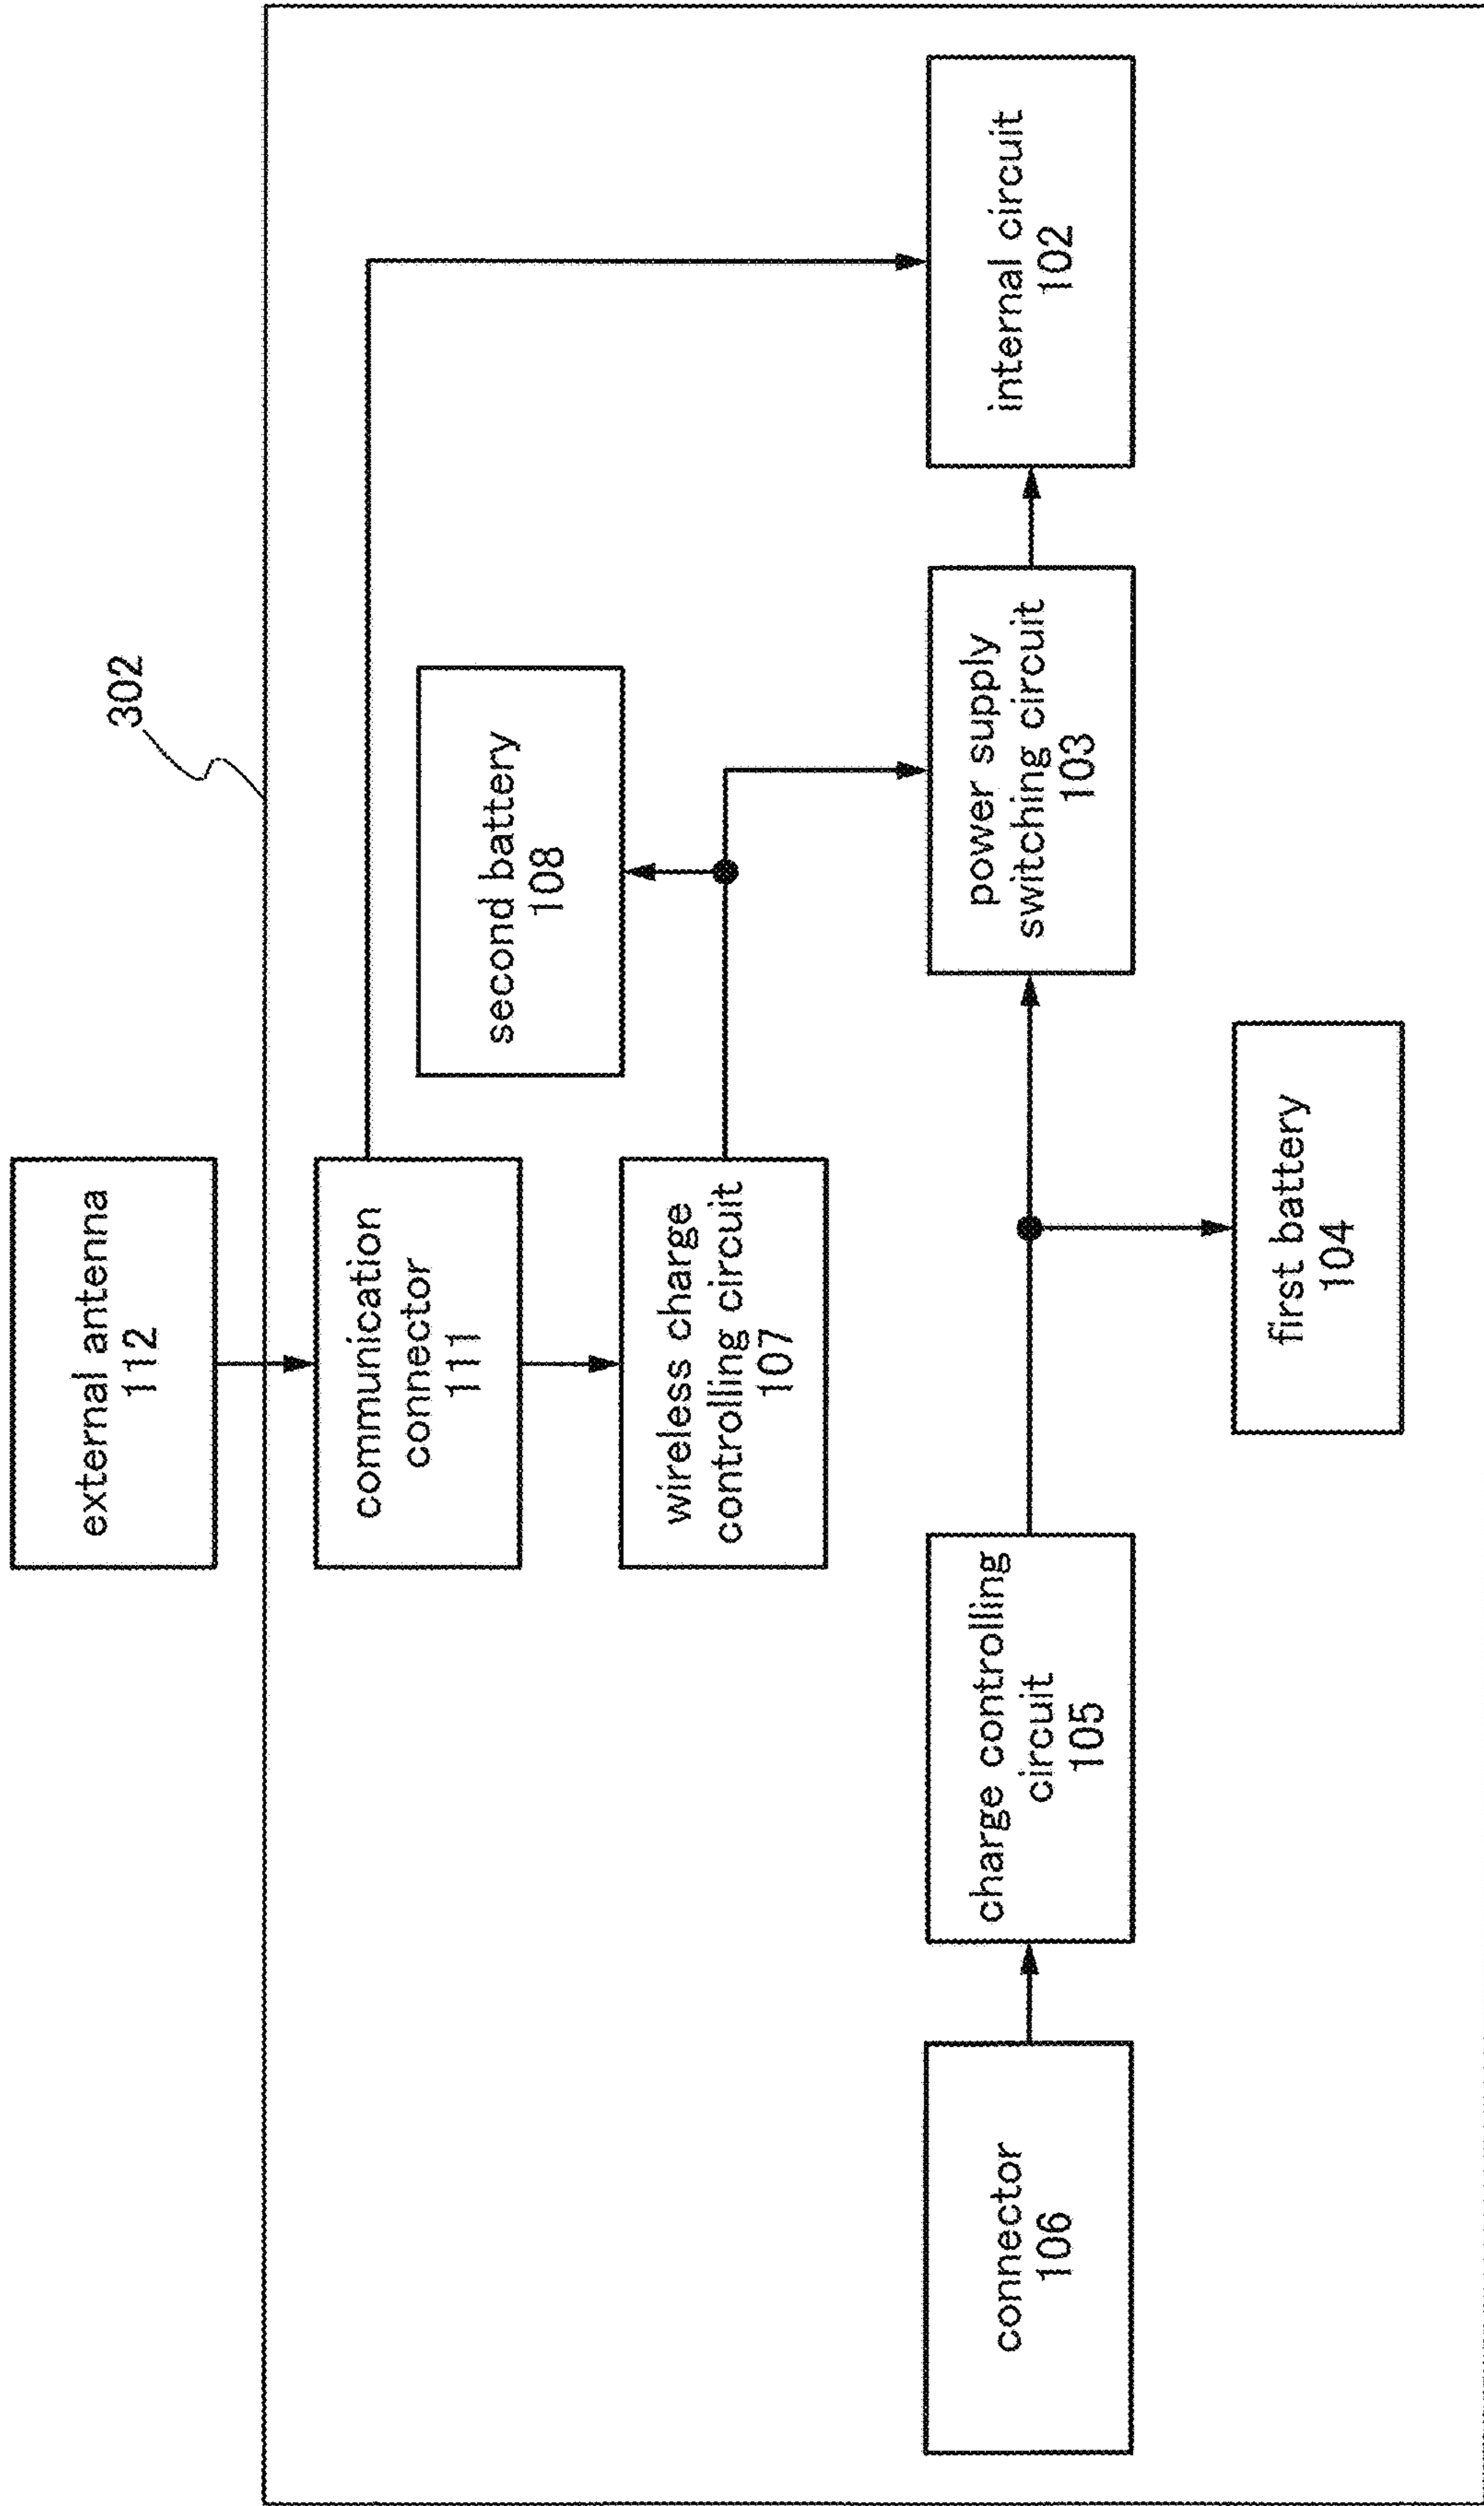 302
external antenna
112
communication
connector
111
second battery
108
wireless charge
controlling circuit
107
connector
106
charge controlling
circuit
105
power supply
switching circuit
103
internal circuit
102
first battery
104